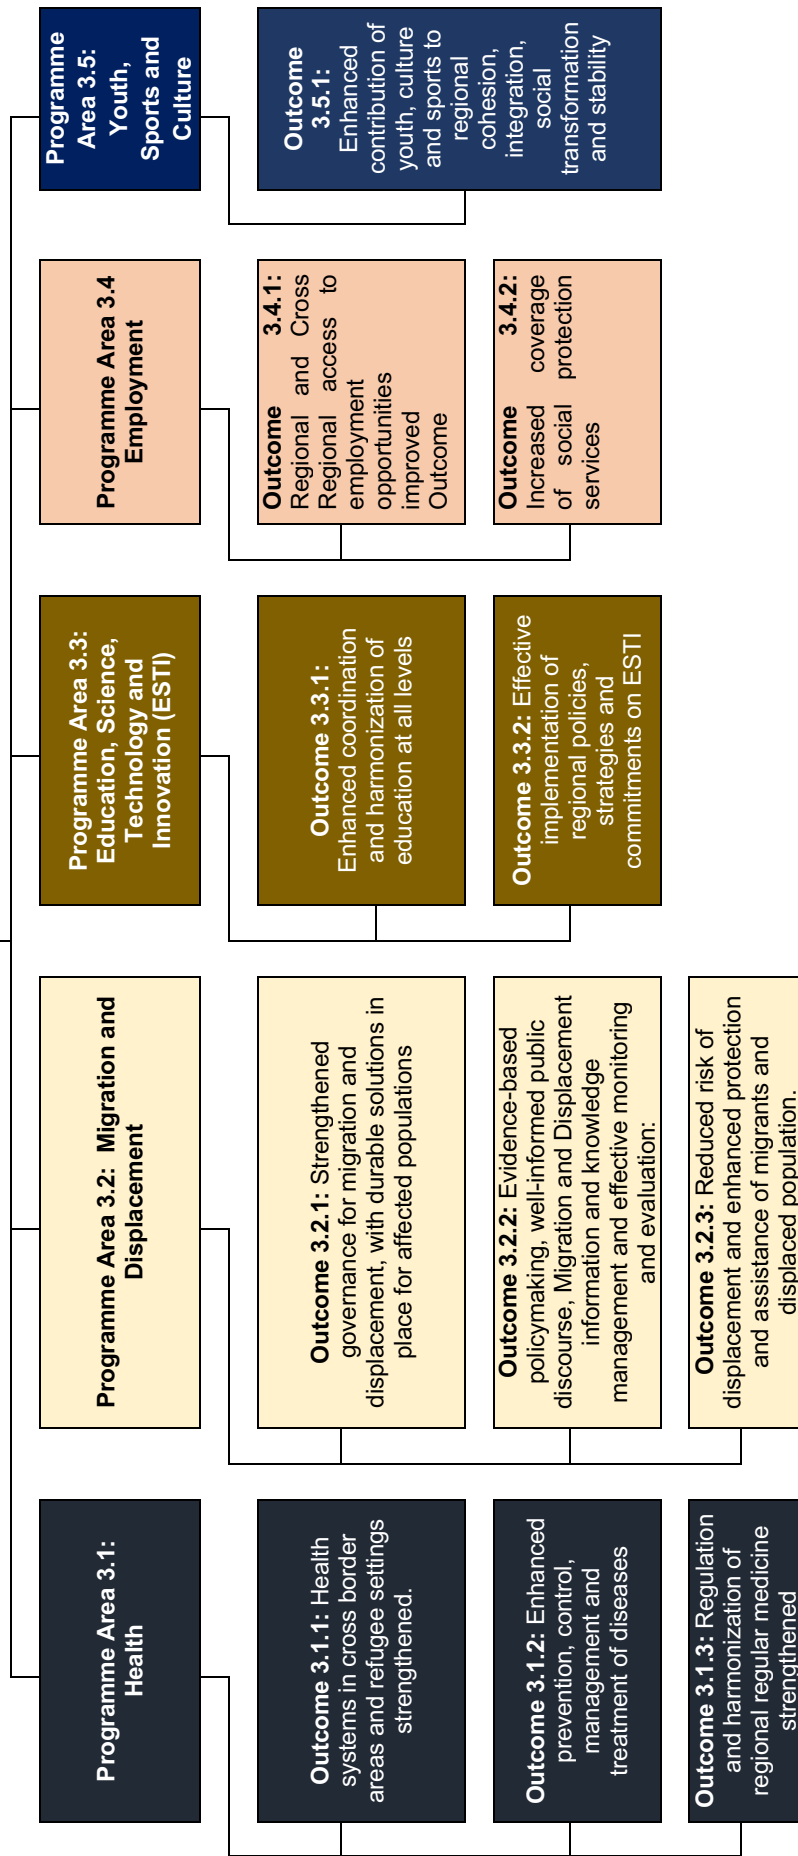 Programme Area 3.1:
Health
Outcome 3.1.1: Health
systems in cross border
areas and refugee settings
strengthened.
Outcome 3.1.2: Enhanced
prevention, control,
management and
treatment of diseases
Outcome 3.1.3: Regulation
and harmonization of
regional regular medicine
strengthened
Programme Area 3.2:  Migration and
Displacement
Outcome 3.2.1: Strengthened
governance for migration and
displacement, with durable solutions in
place for affected populations
Outcome 3.2.2: Evidence-based
policymaking, well-informed public
discourse, Migration and Displacement
information and knowledge
management and effective monitoring
and evaluation:
Outcome 3.2.3: Reduced risk of
displacement and enhanced protection
and assistance of migrants and
displaced population.
Programme Area 3.3:
Education, Science,
Technology and
Innovation (ESTI)
Outcome 3.3.1:
Enhanced coordination
and harmonization of
education at all levels
Outcome 3.3.2: Effective
implementation of
regional policies,
strategies and
commitments on ESTI
Programme Area 3.4
Employment
Outcome 3.4.1:
Regional and Cross
Regional access to
employment
opportunities
improved
Outcome
Outcome 3.4.2:
Increased coverage
of social protection
services
Programme
Area 3.5:
Youth,
Sports and
Culture
Outcome
3.5.1:
Enhanced
contribution of
youth, culture
and sports to
regional
cohesion,
integration,
social
transformation
and stability